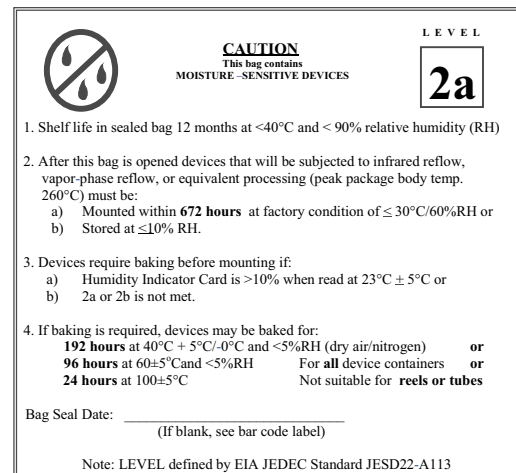 LEVEL
CAUTION
This bag contains
MOISTURE –SENSITIVE DEVICES
2a
1. Shelf life in sealed bag 12 months at <40°C and < 90% relative humidity (RH)
2. After this bag is opened devices that will be subjected to infrared reflow,
vapor-phase reflow, or equivalent processing (peak package body temp.
260°C) must be:
a) Mounted within 672 hours at factory condition of ≤ 30°C/60%RH or
b) Stored at ≤10% RH.
3. Devices require baking before mounting if:
a) Humidity Indicator Card is >10% when read at 23°C ± 5°C or
b) 2a or 2b is not met.
4. If baking is required, devices may be baked for:
192 hours at 40°C + 5°C/-0°C and <5%RH (dry air/nitrogen) or
96 hours at 60±5°Cand <5%RH For all device containers or
24 hours at 100±5°C Not suitable for reels or tubes
Bag Seal Date: ______________________________
(If blank, see bar code label)
Note: LEVEL defined by EIA JEDEC Standard JESD22-A113